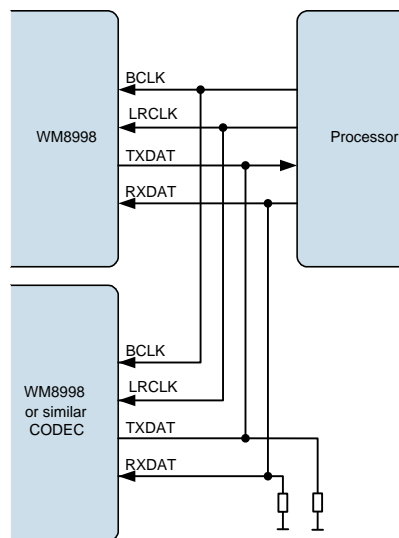 BCLK
LRCLK
WM8998
Processor
TXDAT
RXDAT
BCLK
LRCLK
WM8998
or similar
CODEC
TXDAT
RXDAT